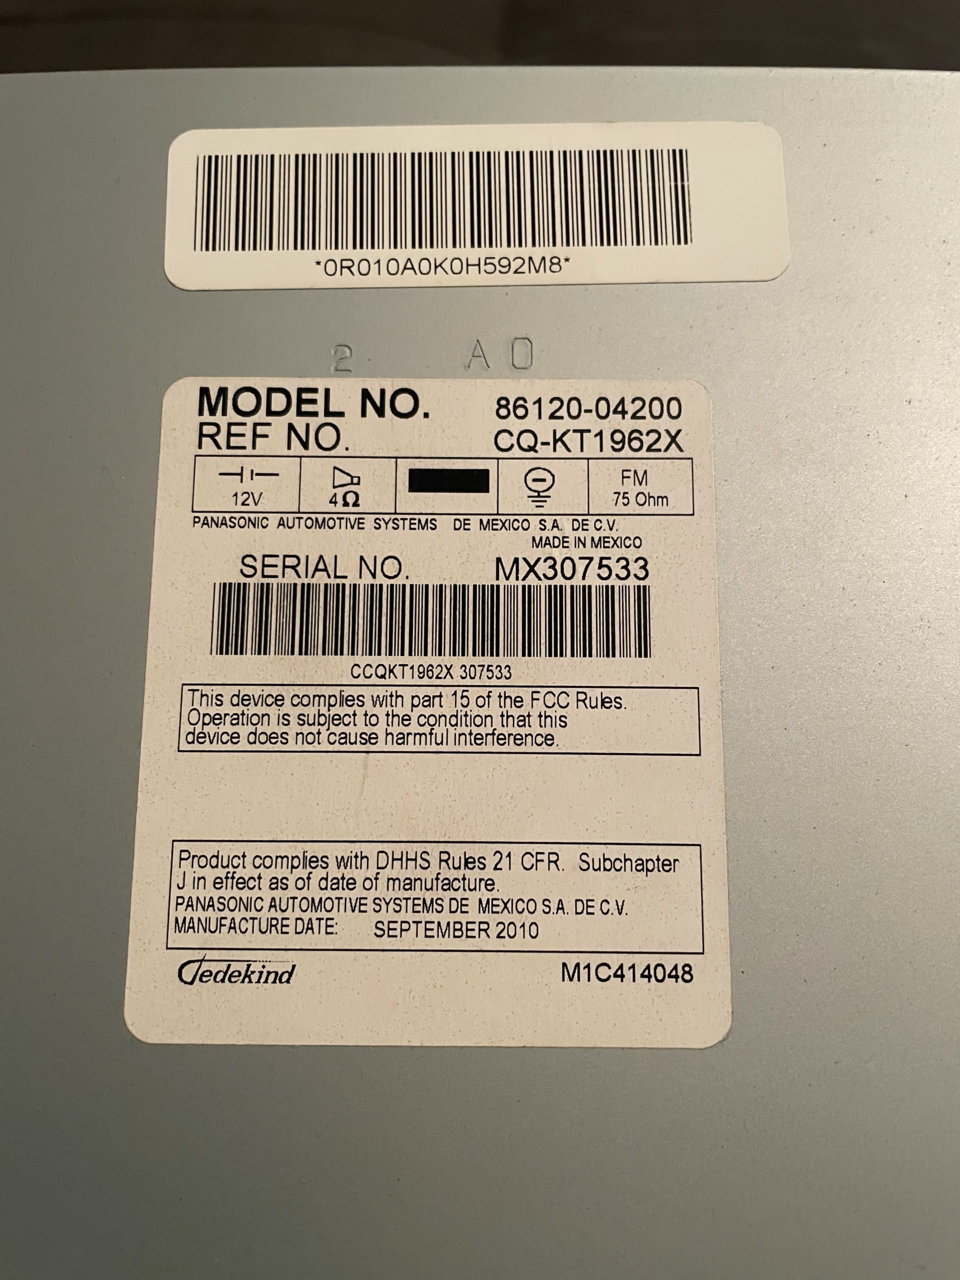 *0R010A0K0H592M8*
2 A 0
MODEL NO. 86120-04200
REF NO. CQ-KT1962X
12V 4Ω FM 75 Ohm
PANASONIC AUTOMOTIVE SYSTEMS DE MEXICO S.A. DE C.V.
MADE IN MEXICO
SERIAL NO. MX307533
CCQKT1962X 307533
This device complies with part 15 of the FCC Rules.
Operation is subject to the condition that this
device does not cause harmful interference.
Product complies with DHHS Rules 21 CFR. Subchapter
J in effect as of date of manufacture.
PANASONIC AUTOMOTIVE SYSTEMS DE MEXICO S.A. DE C.V.
MANUFACTURE DATE: SEPTEMBER 2010
Gedekind M1C414048